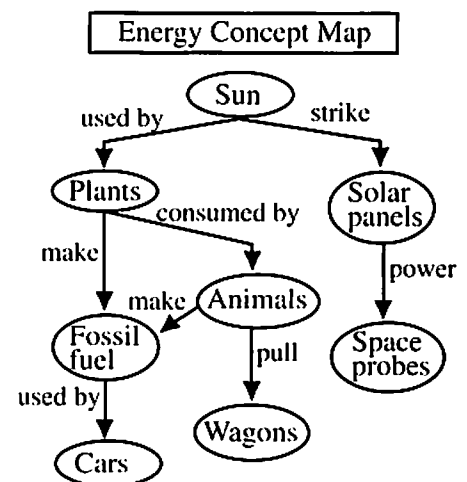 Energy Concept Map
Sun
used by
strike
Plants
consumed by
Solar
panels
make
power
make
Animals
Fossil
fuel
pull
Space
probes
used by
Wagons
Cars